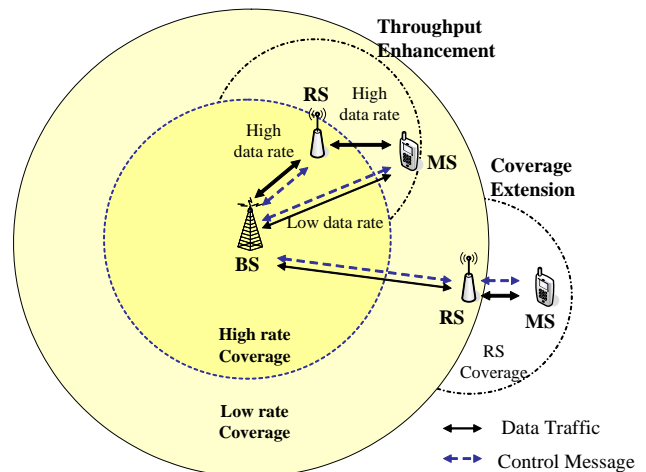 Throughput
Enhancement
RS
High
data rate
High
data rate
MS
Coverage
Extension
Low data rate
BS
RS
MS
High rate
Coverage
RS
Coverage
Low rate
Coverage
Data Traffic
Control Message